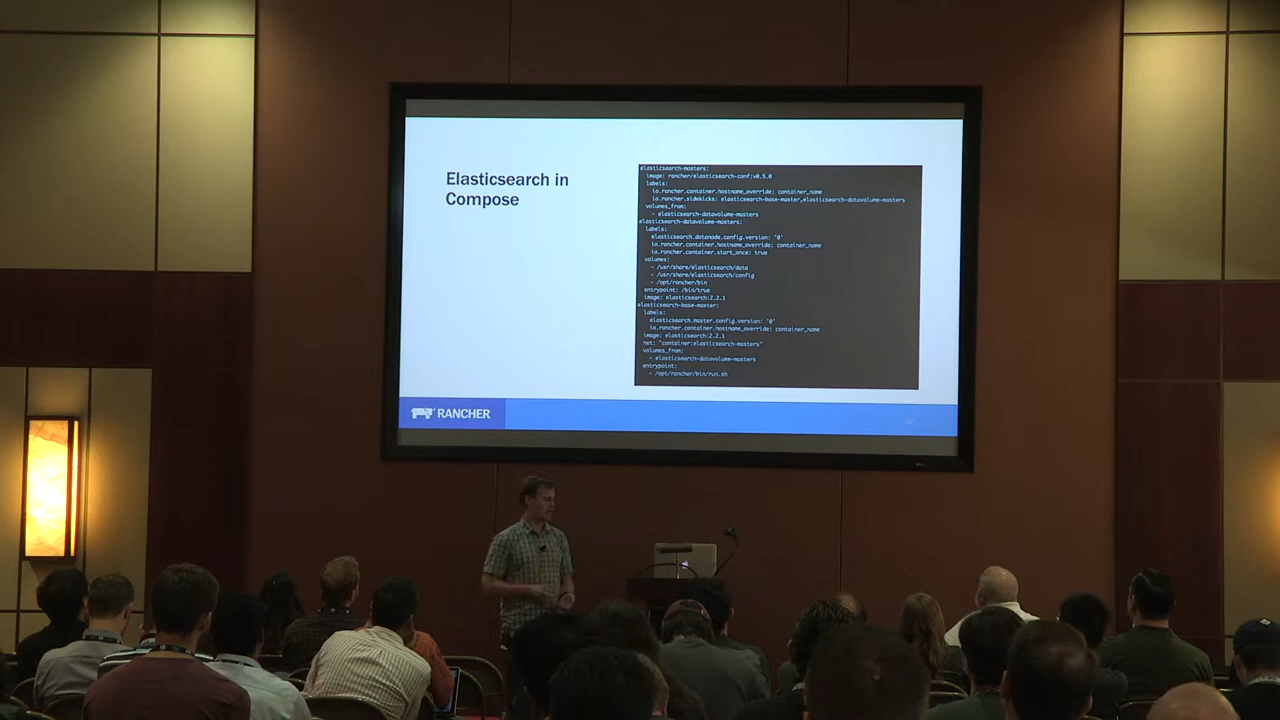 Elasticsearch in
Compose
elasticsearch-masters:
image: rancher/elasticsearch-conf:v0.5.0
labels:
io.rancher.container.hostname_override: container_name
io.rancher.sidekicks: elasticsearch-base-master,elasticsearch-datavolume-masters
volumes_from:
- elasticsearch-datavolume-masters
elasticsearch-datavolume-masters:
labels:
elasticsearch.datanode.config.version: '0'
io.rancher.container.hostname_override: container_name
io.rancher.container.start_once: true
volumes:
- /usr/share/elasticsearch/data
- /usr/share/elasticsearch/config
- /opt/rancher/bin
entrypoint: /bin/true
image: elasticsearch:2.2.1
elasticsearch-base-master:
labels:
elasticsearch.master.config.version: '0'
io.rancher.container.hostname_override: container_name
image: elasticsearch:2.2.1
net: "container:elasticsearch-masters"
volumes_from:
- elasticsearch-datavolume-masters
entrypoint:
- /opt/rancher/bin/run.sh
RANCHER